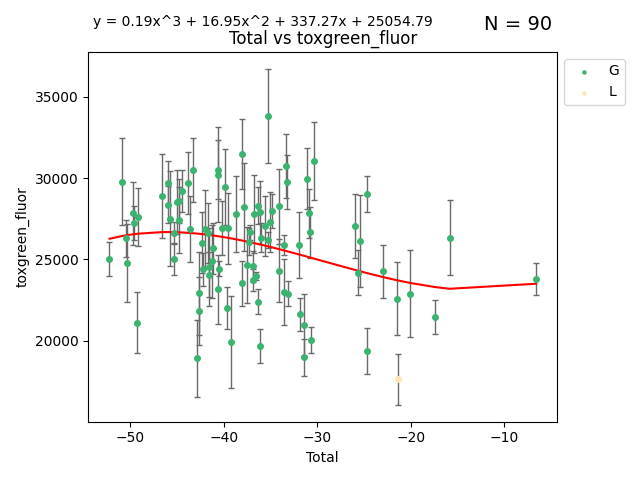 y = 0.19x^3 + 16.95x^2 + 337.27x + 25054.79
N = 90
Total vs toxgreen_fluor
G
L
toxgreen_fluor
35000
30000
25000
20000
−50
−40
−30
−20
−10
Total